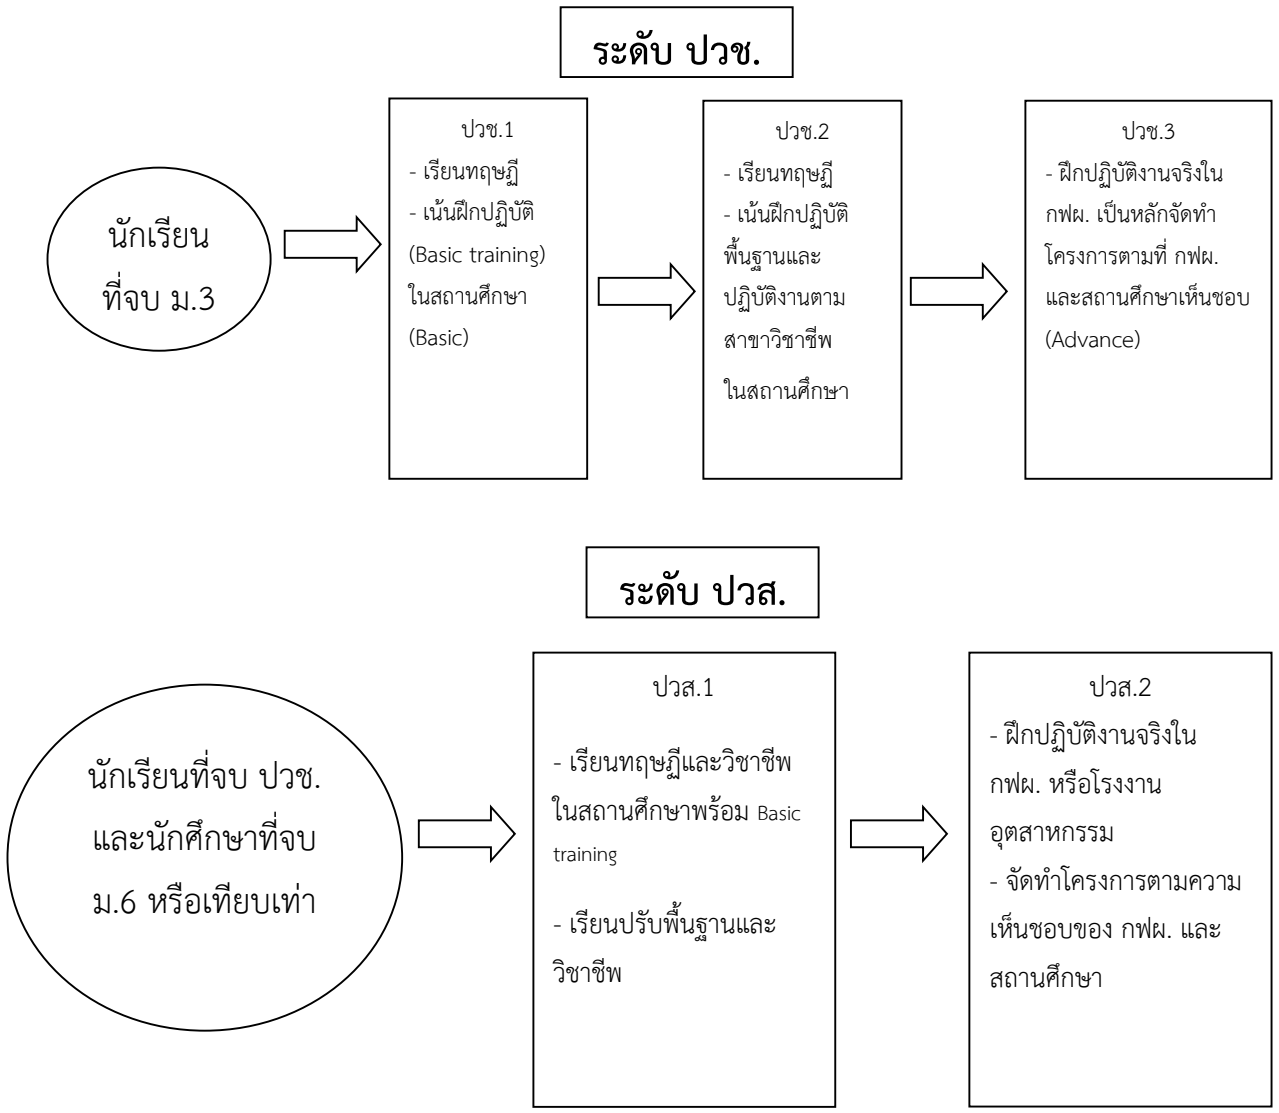 ระดับ ปวช.
นักเรียน
ที่จบ ม.3
ปวช.1
- เรียนทฤษฎี
- เน้นฝึกปฏิบัติ
(Basic training)
ในสถานศึกษา
(Basic)
ปวช.2
- เรียนทฤษฎี
- เน้นฝึกปฏิบัติ
พื้นฐานและ
ปฏิบัติงานตาม
สาขาวิชาชีพ
ในสถานศึกษา
ปวช.3
- ฝึกปฏิบัติงานจริงใน
กฟผ. เป็นหลักจัดทำ
โครงการตามที่ กฟผ.
และสถานศึกษาเห็นชอบ
(Advance)
ระดับ ปวส.
นักเรียนที่จบ ปวช.
และนักศึกษาที่จบ
ม.6 หรือเทียบเท่า
ปวส.1
- เรียนทฤษฎีและวิชาชีพ
ในสถานศึกษาพร้อม Basic
training
- เรียนปรับพื้นฐานและ
วิชาชีพ
ปวส.2
- ฝึกปฏิบัติงานจริงใน
กฟผ. หรือโรงงาน
อุตสาหกรรม
- จัดทำโครงการตามความ
เห็นชอบของ กฟผ. และ
สถานศึกษา